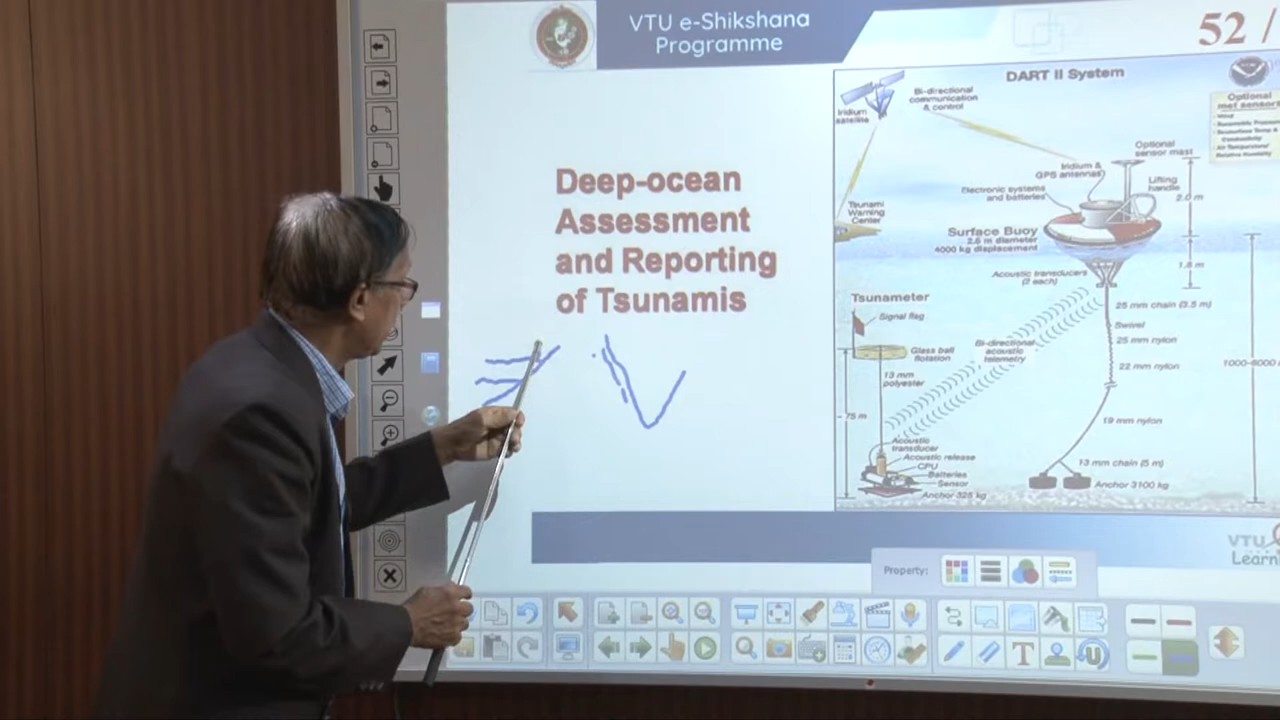 VTU e-Shikshana
Programme
52 /
Deep-ocean
Assessment
and Reporting
of Tsunamis
DART II System
Iridium
satellite
Bi-directional
communication
& control
Optional
met sensor
Optional
sensor mast
Iridium &
GPS antennas
Lifting
handle
Electronic systems
and batteries
2.0 m
Tsunami
Warning
Center
Surface Buoy
2.5 m diameter
4000 kg displacement
Acoustic transducers
(2 each)
Tsunameter
Signal flag
25 mm chain (3.5 m)
Swivel
25 mm nylon
Bi-directional
acoustic
telemetry
Glass ball
flotation
22 mm nylon
13 mm
polyester
75 m
19 mm nylon
Acoustic
transducer
Acoustic release
CPU
Batteries
Sensor
Anchor 325 kg
13 mm chain (5 m)
Anchor 3100 kg
VTU
Learn
Property:
T